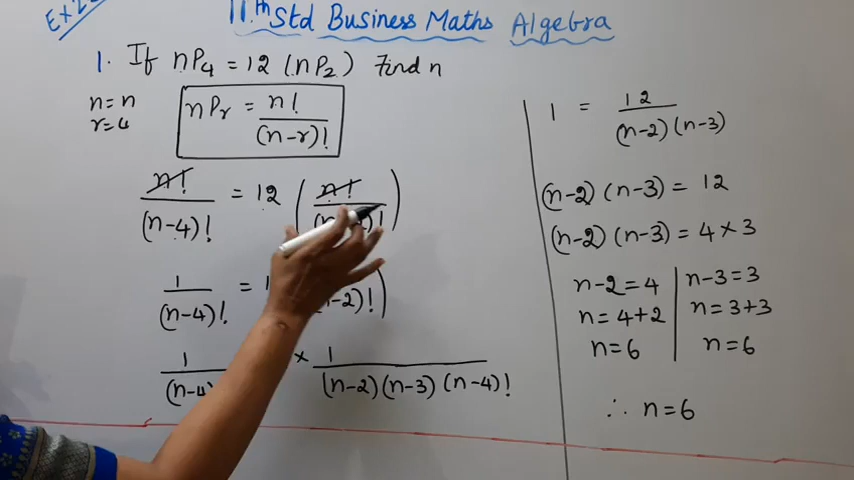 11th Std Business Maths Algebra
1. If nP₄ = 12 (nP₂) Find n
n = n
r = 4
nPr = n! / (n-r)!
n! / (n-4)! = 12 ( n! / )
1 / (n-4)! = -2)! )
1 / (n-4 × 1 / (n-2)(n-3)(n-4)!
1 = 12 / (n-2)(n-3)
(n-2)(n-3) = 12
(n-2)(n-3) = 4×3
n-2=4 | n-3=3
n=4+2 | n=3+3
n=6 | n=6
∴ n=6